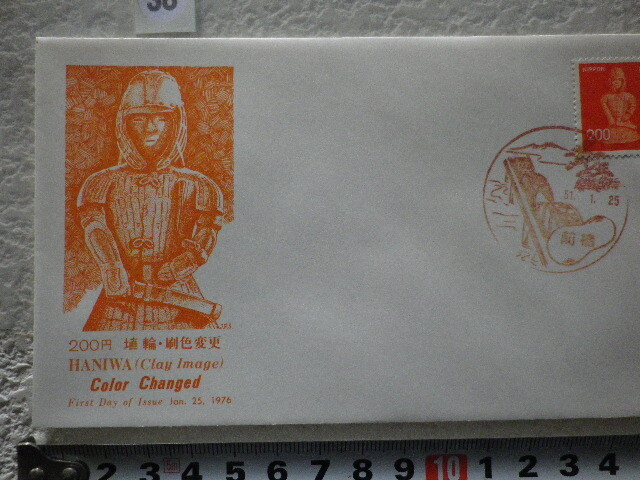 38
200
51. 1. 25
200円 埴輪・刷色変更
HANIWA (Clay Image)
Color Changed
First Day of Issue Jan. 25, 1976
2 3 4 5 6 7 8 9 10 1 2 3 4